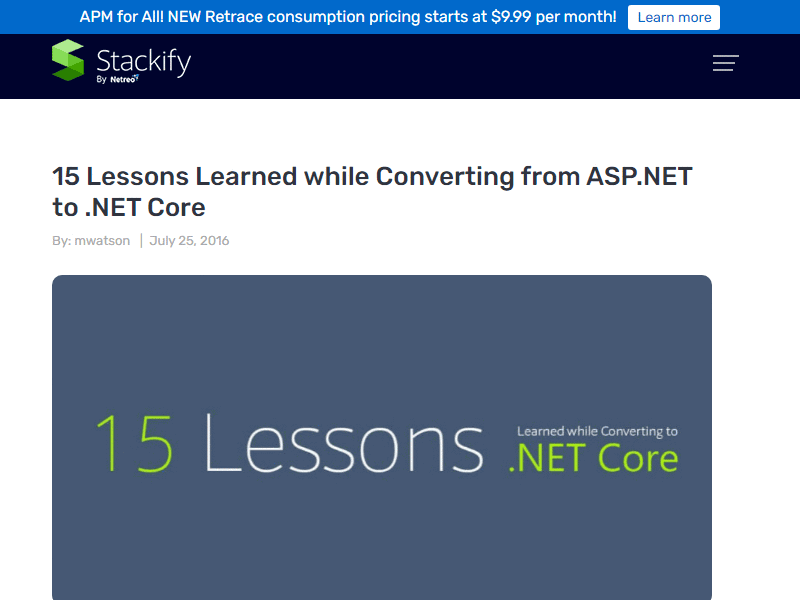 APM for All! NEW Retrace consumption pricing starts at $9.99 per month! Learn more
Stackify
By Netreo
15 Lessons Learned while Converting from ASP.NET
to .NET Core
By: mwatson | July 25, 2016
15 Lessons Learned while Converting to
.NET Core